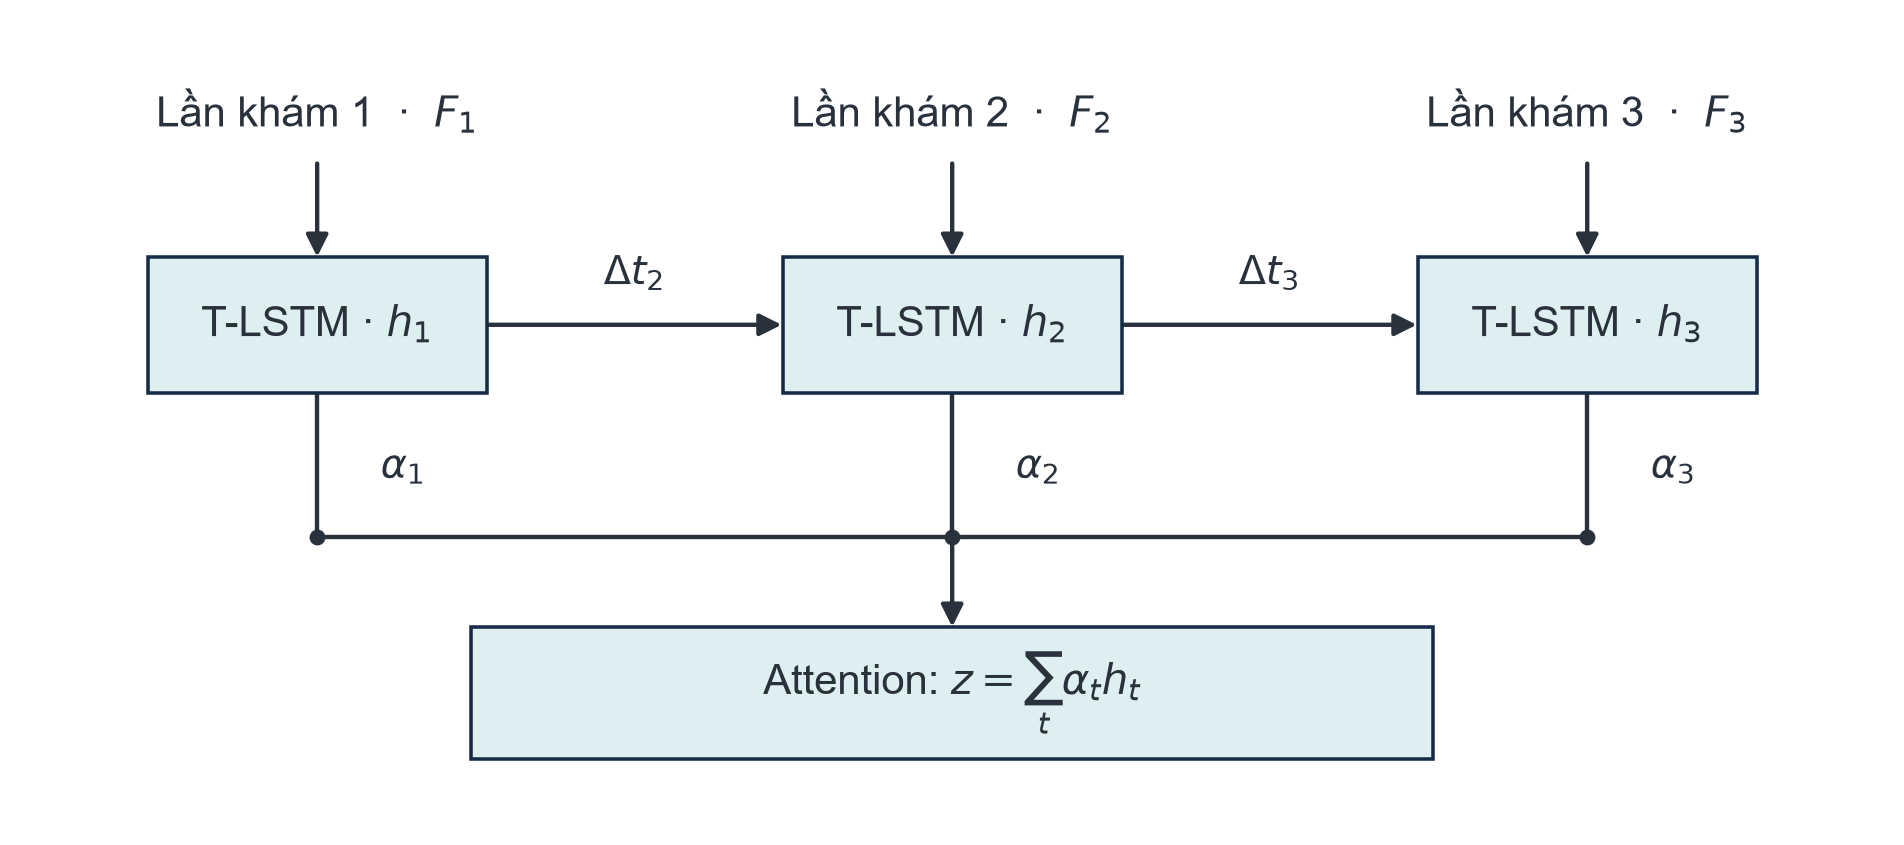 Lần khám 1 · F₁
Lần khám 2 · F₂
Lần khám 3 · F₃
Δt₂
Δt₃
T-LSTM · h₁
T-LSTM · h₂
T-LSTM · h₃
α₁
α₂
α₃
Attention: z = ∑ₜ αₜhₜ